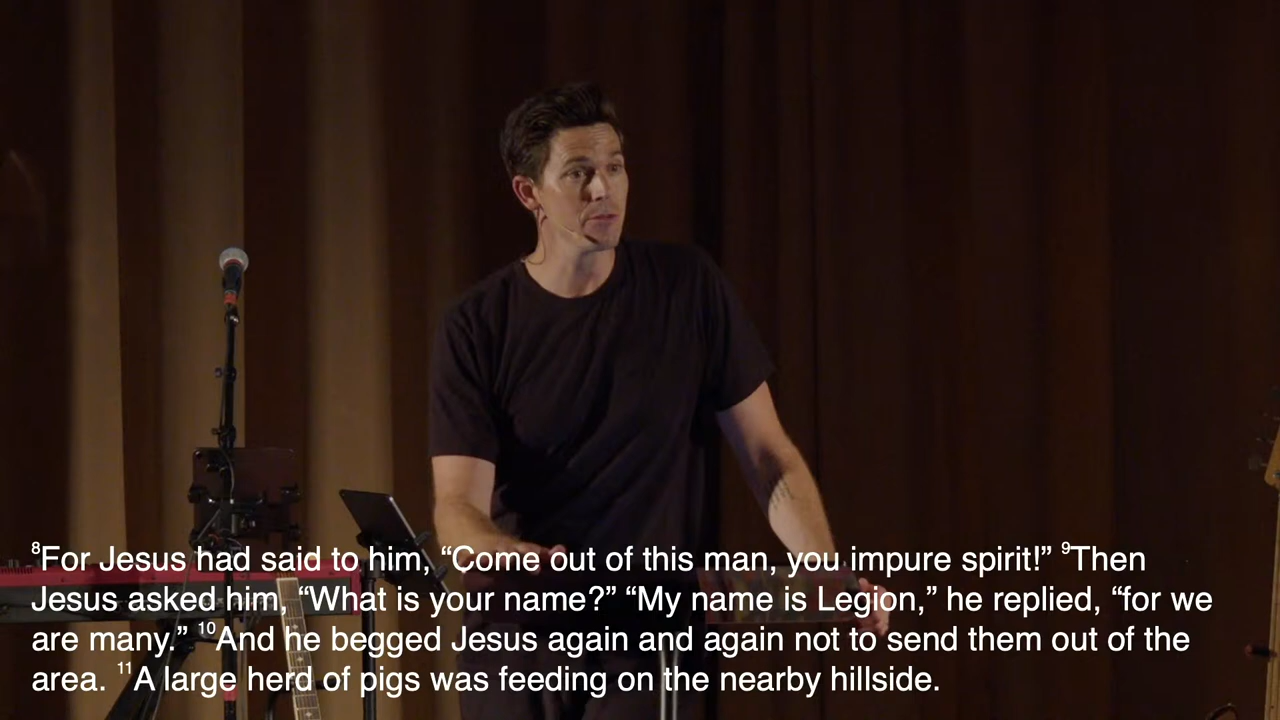 ⁸For Jesus had said to him, “Come out of this man, you impure spirit!” ⁹Then
Jesus asked him, “What is your name?” “My name is Legion,” he replied, “for we
are many.” ¹⁰And he begged Jesus again and again not to send them out of the
area. ¹¹A large herd of pigs was feeding on the nearby hillside.